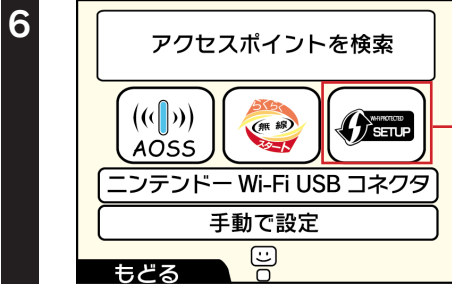 6
アクセスポイントを検索
らくらく
無線
スタート
AOSS
WI-FI PROTECTED
SETUP
ニンテンドー Wi-Fi USB コネクタ
手動で設定
もどる